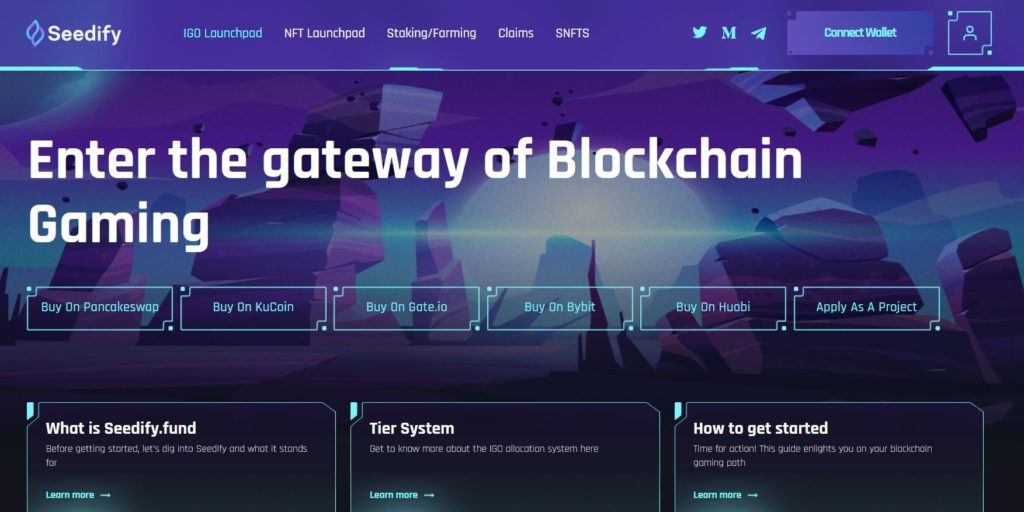 Seedify
IGO Launchpad
NFT Launchpad
Staking/Farming
Claims
SNFTS
M
Connect Wallet
Enter the gateway of Blockchain
Gaming
Buy On Pancakeswap
Buy On KuCoin
Buy On Gate.io
Buy On Bybit
Buy On Huobi
Apply As A Project
What is Seedify.fund
Before getting started, let's dig into Seedify and what it stands
for
Learn more →
Tier System
Get to know more about the IGO allocation system here
Learn more →
How to get started
Time for action! This guide enlights you on your blockchain
gaming path
Learn more →